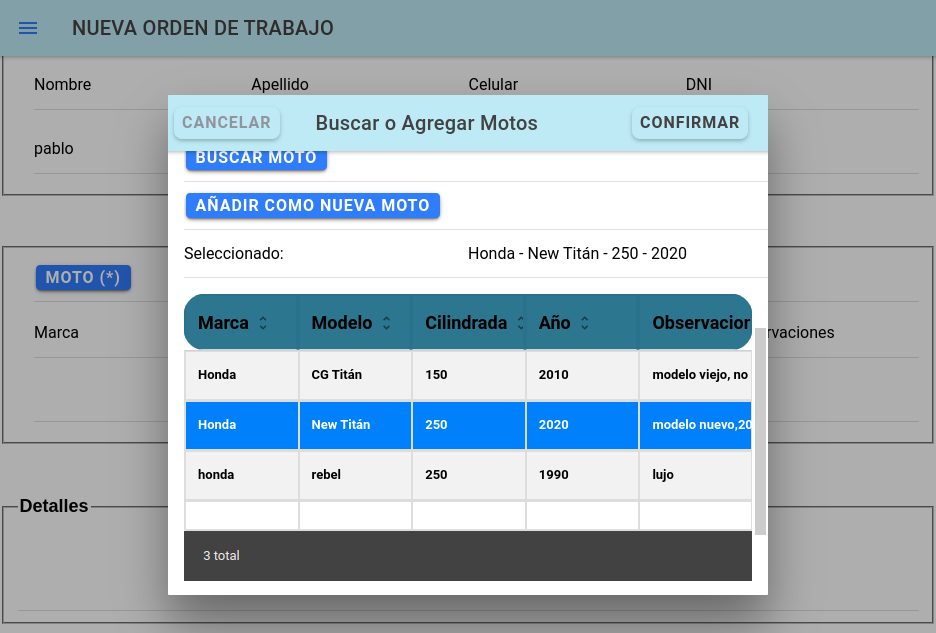 NUEVA ORDEN DE TRABAJO
Nombre Apellido Celular DNI
CANCELAR Buscar o Agregar Motos CONFIRMAR
pablo
BUSCAR MOTO
AÑADIR COMO NUEVA MOTO
Seleccionado: Honda - New Titán - 250 - 2020
MOTO (*)
Marca Modelo Cilindrada Año Observacior
Marca rvaciones
Honda CG Titán 150 2010 modelo viejo, no
Honda New Titán 250 2020 modelo nuevo,20
honda rebel 250 1990 lujo
Detalles
3 total